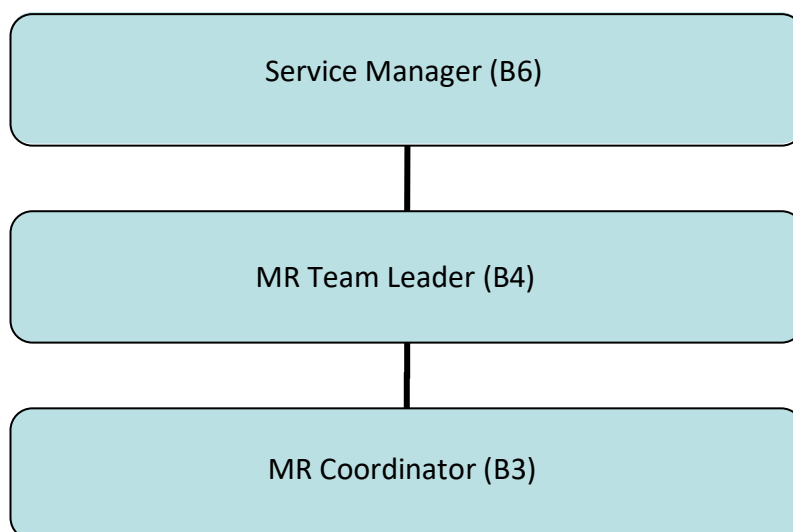 Service Manager (B6)
MR Team Leader (B4)
MR Coordinator (B3)